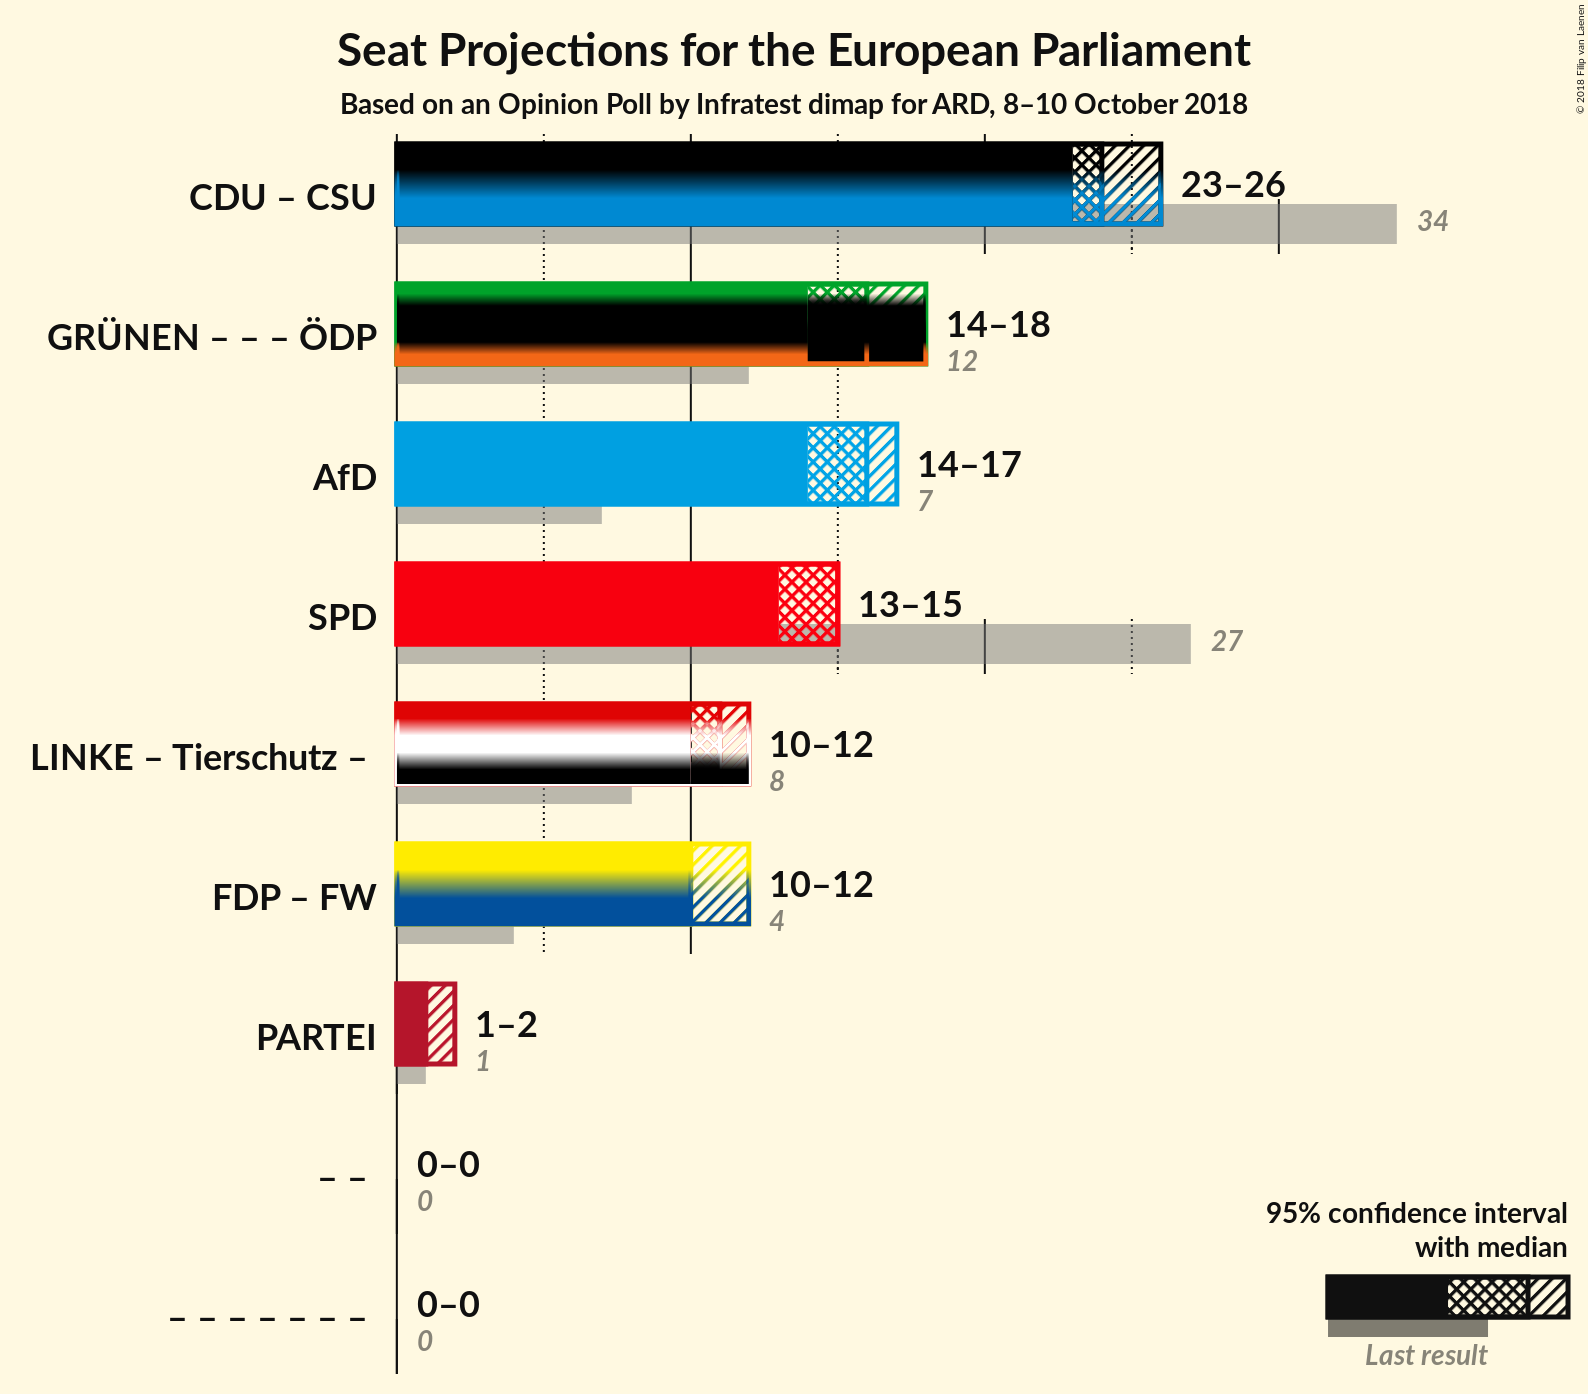 Seat Projections for the European Parliament
Based on an Opinion Poll by Infratest dimap for ARD, 8–10 October 2018
© 2018 Filip van Laenen
CDU – CSU
23–26
34
GRÜNEN – – – ÖDP
14–18
12
AfD
14–17
7
SPD
13–15
27
LINKE – Tierschutz –
10–12
8
FDP – FW
10–12
4
PARTEI
1–2
1
– –
0–0
0
– – – – – – –
0–0
0
95% confidence interval
with median
Last result